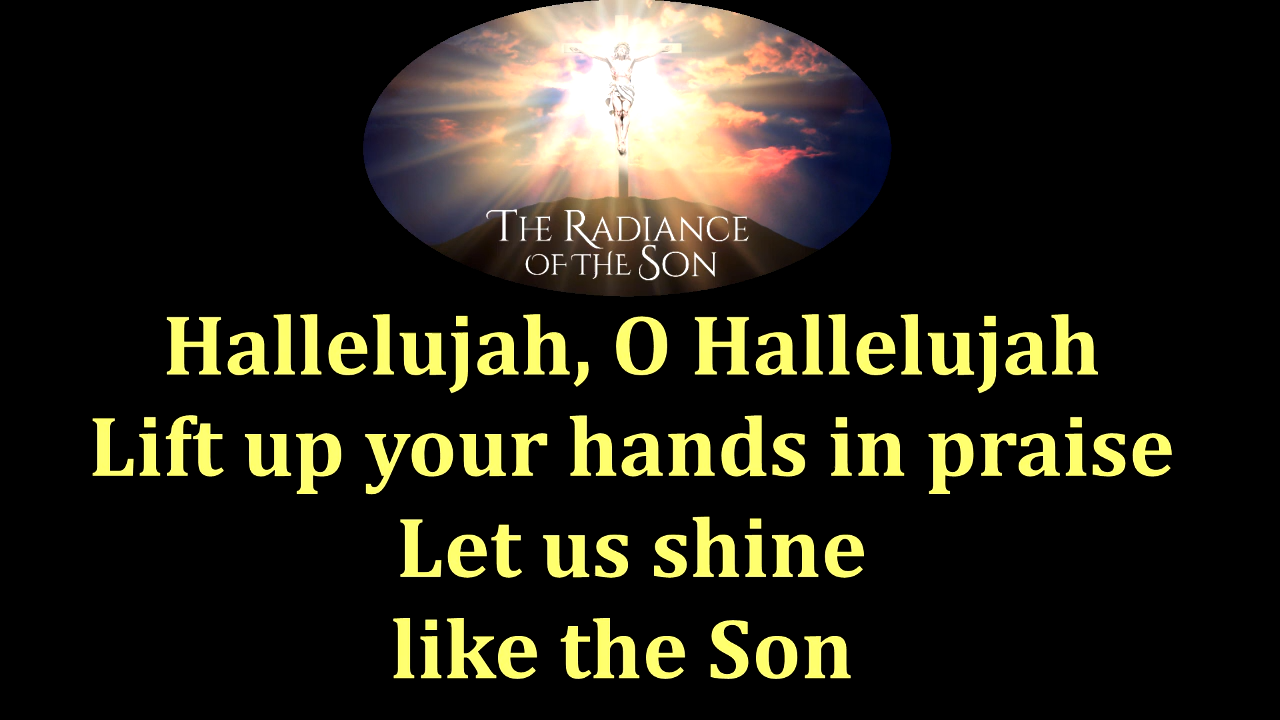 The Radiance
of the Son
Hallelujah, O Hallelujah
Lift up your hands in praise
Let us shine
like the Son